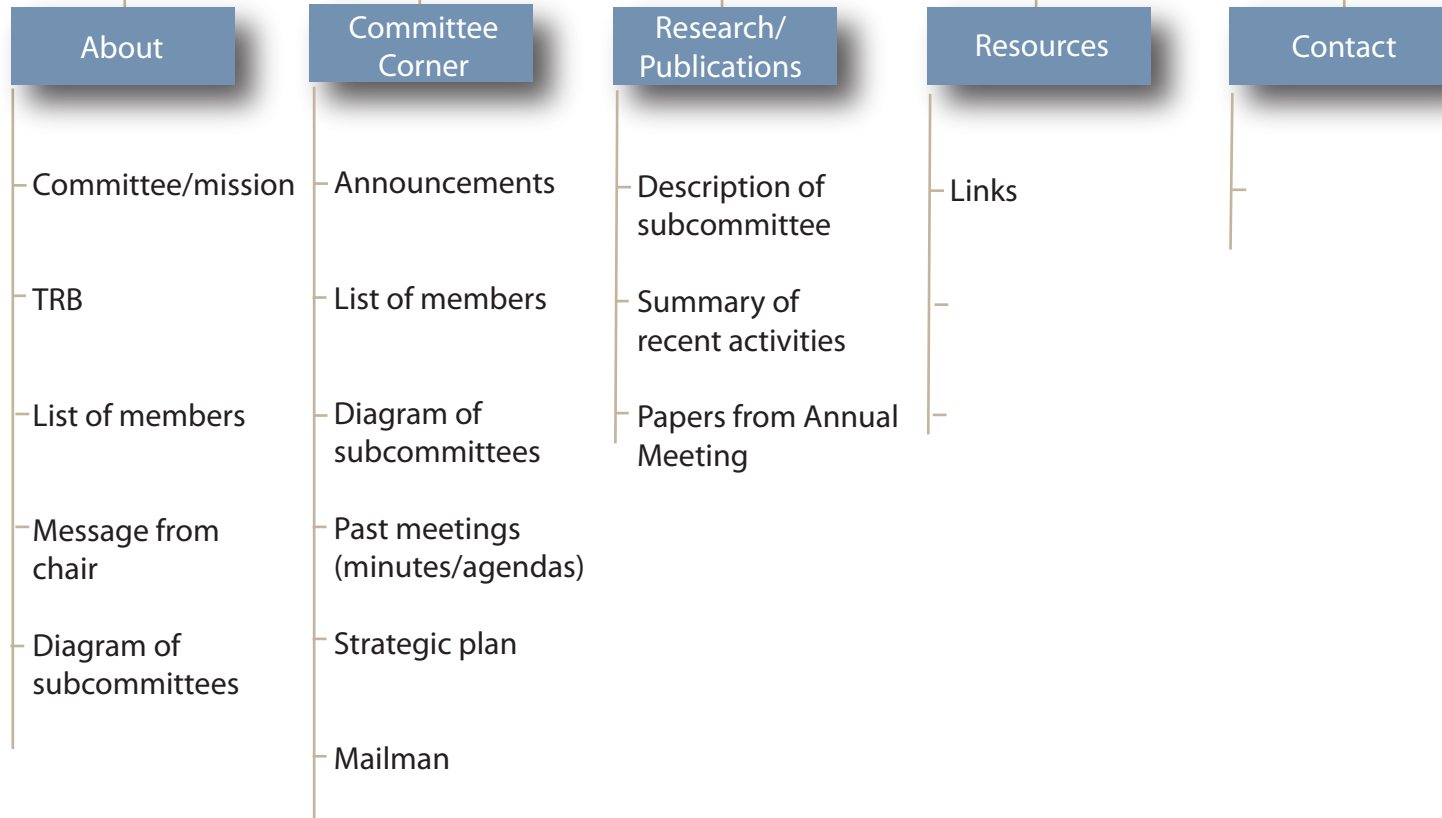 About
Committee/mission
TRB
List of members
Message from
chair
Diagram of
subcommittees
Committee
Corner
Announcements
List of members
Diagram of
subcommittees
Past meetings
(minutes/agendas)
Strategic plan
Mailman
Research/
Publications
Description of
subcommittee
Summary of
recent activities
Papers from Annual
Meeting
Resources
Links
Contact